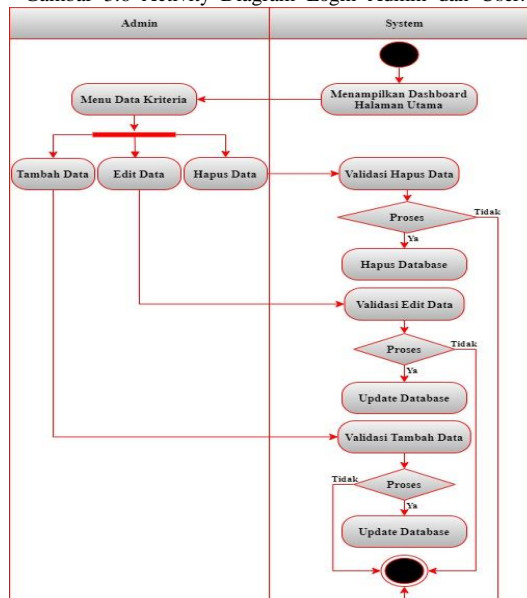 Gambar 3.6 Activity Diagram Login Admin dan User.
Admin
System
Menampilkan Dashboard
Halaman Utama
Menu Data Kriteria
Tambah Data
Edit Data
Hapus Data
Validasi Hapus Data
Proses
Tidak
Ya
Hapus Database
Validasi Edit Data
Proses
Tidak
Ya
Update Database
Validasi Tambah Data
Tidak
Proses
Ya
Update Database